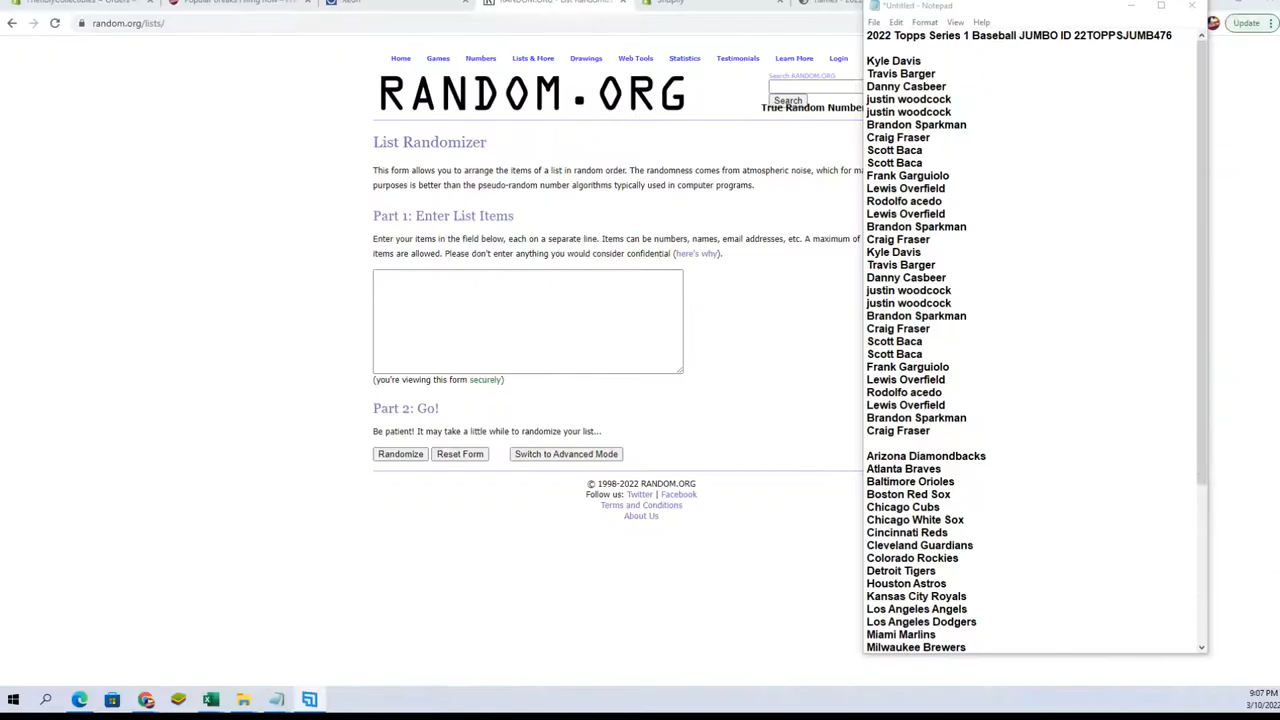 random.org/lists/
Update
Home Games Numbers Lists & More Drawings Web Tools Statistics Testimonials Learn More Login
RANDOM.ORG
Search RANDOM.ORG
Search
True Random Number
List Randomizer
This form allows you to arrange the items of a list in random order. The randomness comes from atmospheric noise, which for
purposes is better than the pseudo-random number algorithms typically used in computer programs.
Part 1: Enter List Items
Enter your items in the field below, each on a separate line. Items can be numbers, names, email addresses, etc. A maximum of
items are allowed. Please don't enter anything you would consider confidential (here's why).
(you're viewing this form securely)
Part 2: Go!
Be patient! It may take a little while to randomize your list...
Randomize Reset Form Switch to Advanced Mode
© 1998-2022 RANDOM.ORG
Follow us: Twitter | Facebook
Terms and Conditions
About Us
*Untitled - Notepad
File Edit Format View Help
2022 Topps Series 1 Baseball JUMBO ID 22TOPPSJUMB476
Kyle Davis
Travis Barger
Danny Casbeer
justin woodcock
justin woodcock
Brandon Sparkman
Craig Fraser
Scott Baca
Scott Baca
Frank Garguiolo
Lewis Overfield
Rodolfo acedo
Lewis Overfield
Brandon Sparkman
Craig Fraser
Kyle Davis
Travis Barger
Danny Casbeer
justin woodcock
justin woodcock
Brandon Sparkman
Craig Fraser
Scott Baca
Scott Baca
Frank Garguiolo
Lewis Overfield
Rodolfo acedo
Lewis Overfield
Brandon Sparkman
Craig Fraser
Arizona Diamondbacks
Atlanta Braves
Baltimore Orioles
Boston Red Sox
Chicago Cubs
Chicago White Sox
Cincinnati Reds
Cleveland Guardians
Colorado Rockies
Detroit Tigers
Houston Astros
Kansas City Royals
Los Angeles Angels
Los Angeles Dodgers
Miami Marlins
Milwaukee Brewers
9:07 PM
3/10/2022